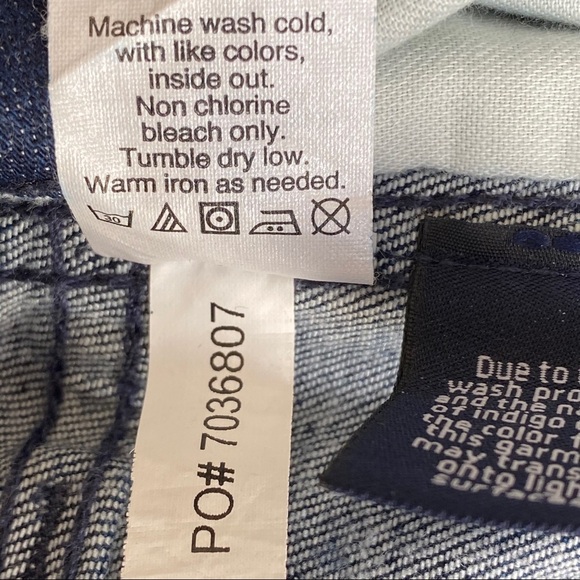 Machine wash cold,
with like colors,
inside out.
Non chlorine
bleach only.
Tumble dry low.
Warm iron as needed.
30
PO# 7036807
Due to
wash pro
and the no
of indigo
the color
this garm
may trans
onto ligh
surfac